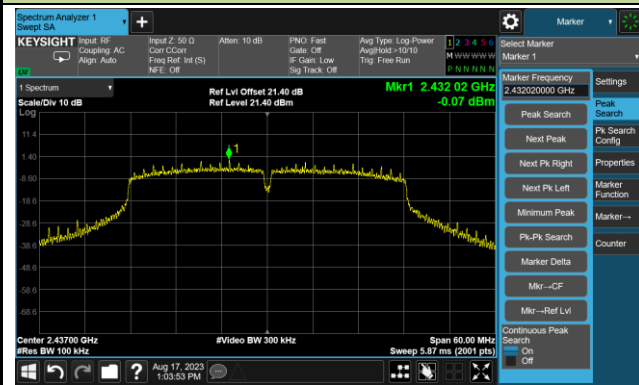 Spectrum Analyzer 1
Swept SA
Marker
KEYSIGHT
Input: RF
Coupling: AC
Align: Auto
Input Z: 50 Ω
Corr CCorr
Freq Ref: Int (S)
NFE: Off
Atten: 10 dB
PNO: Fast
Gate: Off
IF Gain: Low
Sig Track: Off
Avg Type: Log-Power
Avg|Hold:>10/10
Trig: Free Run
1 2 3 4 5 6
M W W W W W
P N N N N N
Select Marker
Marker 1
1 Spectrum
Scale/Div 10 dB
Log
Ref Lvl Offset 21.40 dB
Ref Level 21.40 dBm
Mkr1 2.432 02 GHz
-0.07 dBm
11.4
1.40
-8.60
-18.6
-28.6
-38.6
-48.6
-58.6
-68.6
1
Center 2.43700 GHz
#Res BW 100 kHz
#Video BW 300 kHz
Span 60.00 MHz
Sweep 5.87 ms (2001 pts)
Marker Frequency
2.432020000 GHz
Peak Search
Next Peak
Next Pk Right
Next Pk Left
Minimum Peak
Pk-Pk Search
Marker Delta
Mkr→CF
Mkr→Ref Lvl
Continuous Peak
Search
On
Off
Settings
Peak
Search
Pk Search
Config
Properties
Marker
Function
Marker→
Counter
Aug 17, 2023
1:03:53 PM